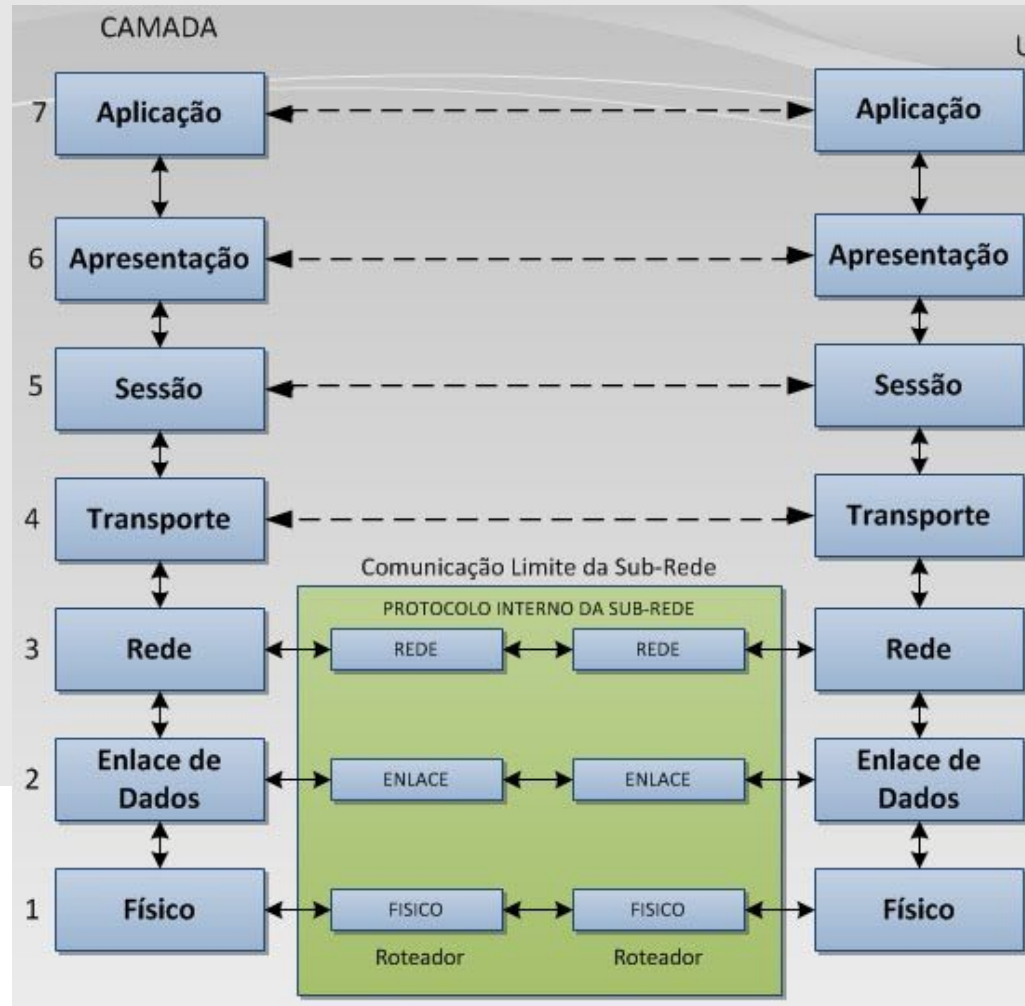 CAMADA
U
7 Aplicação Aplicação
6 Apresentação Apresentação
5 Sessão Sessão
4 Transporte Transporte
Comunicação Limite da Sub-Rede
PROTOCOLO INTERNO DA SUB-REDE
3 Rede REDE REDE Rede
2 Enlace de Dados ENLACE ENLACE Enlace de Dados
1 Físico FISICO FISICO Físico
Roteador Roteador